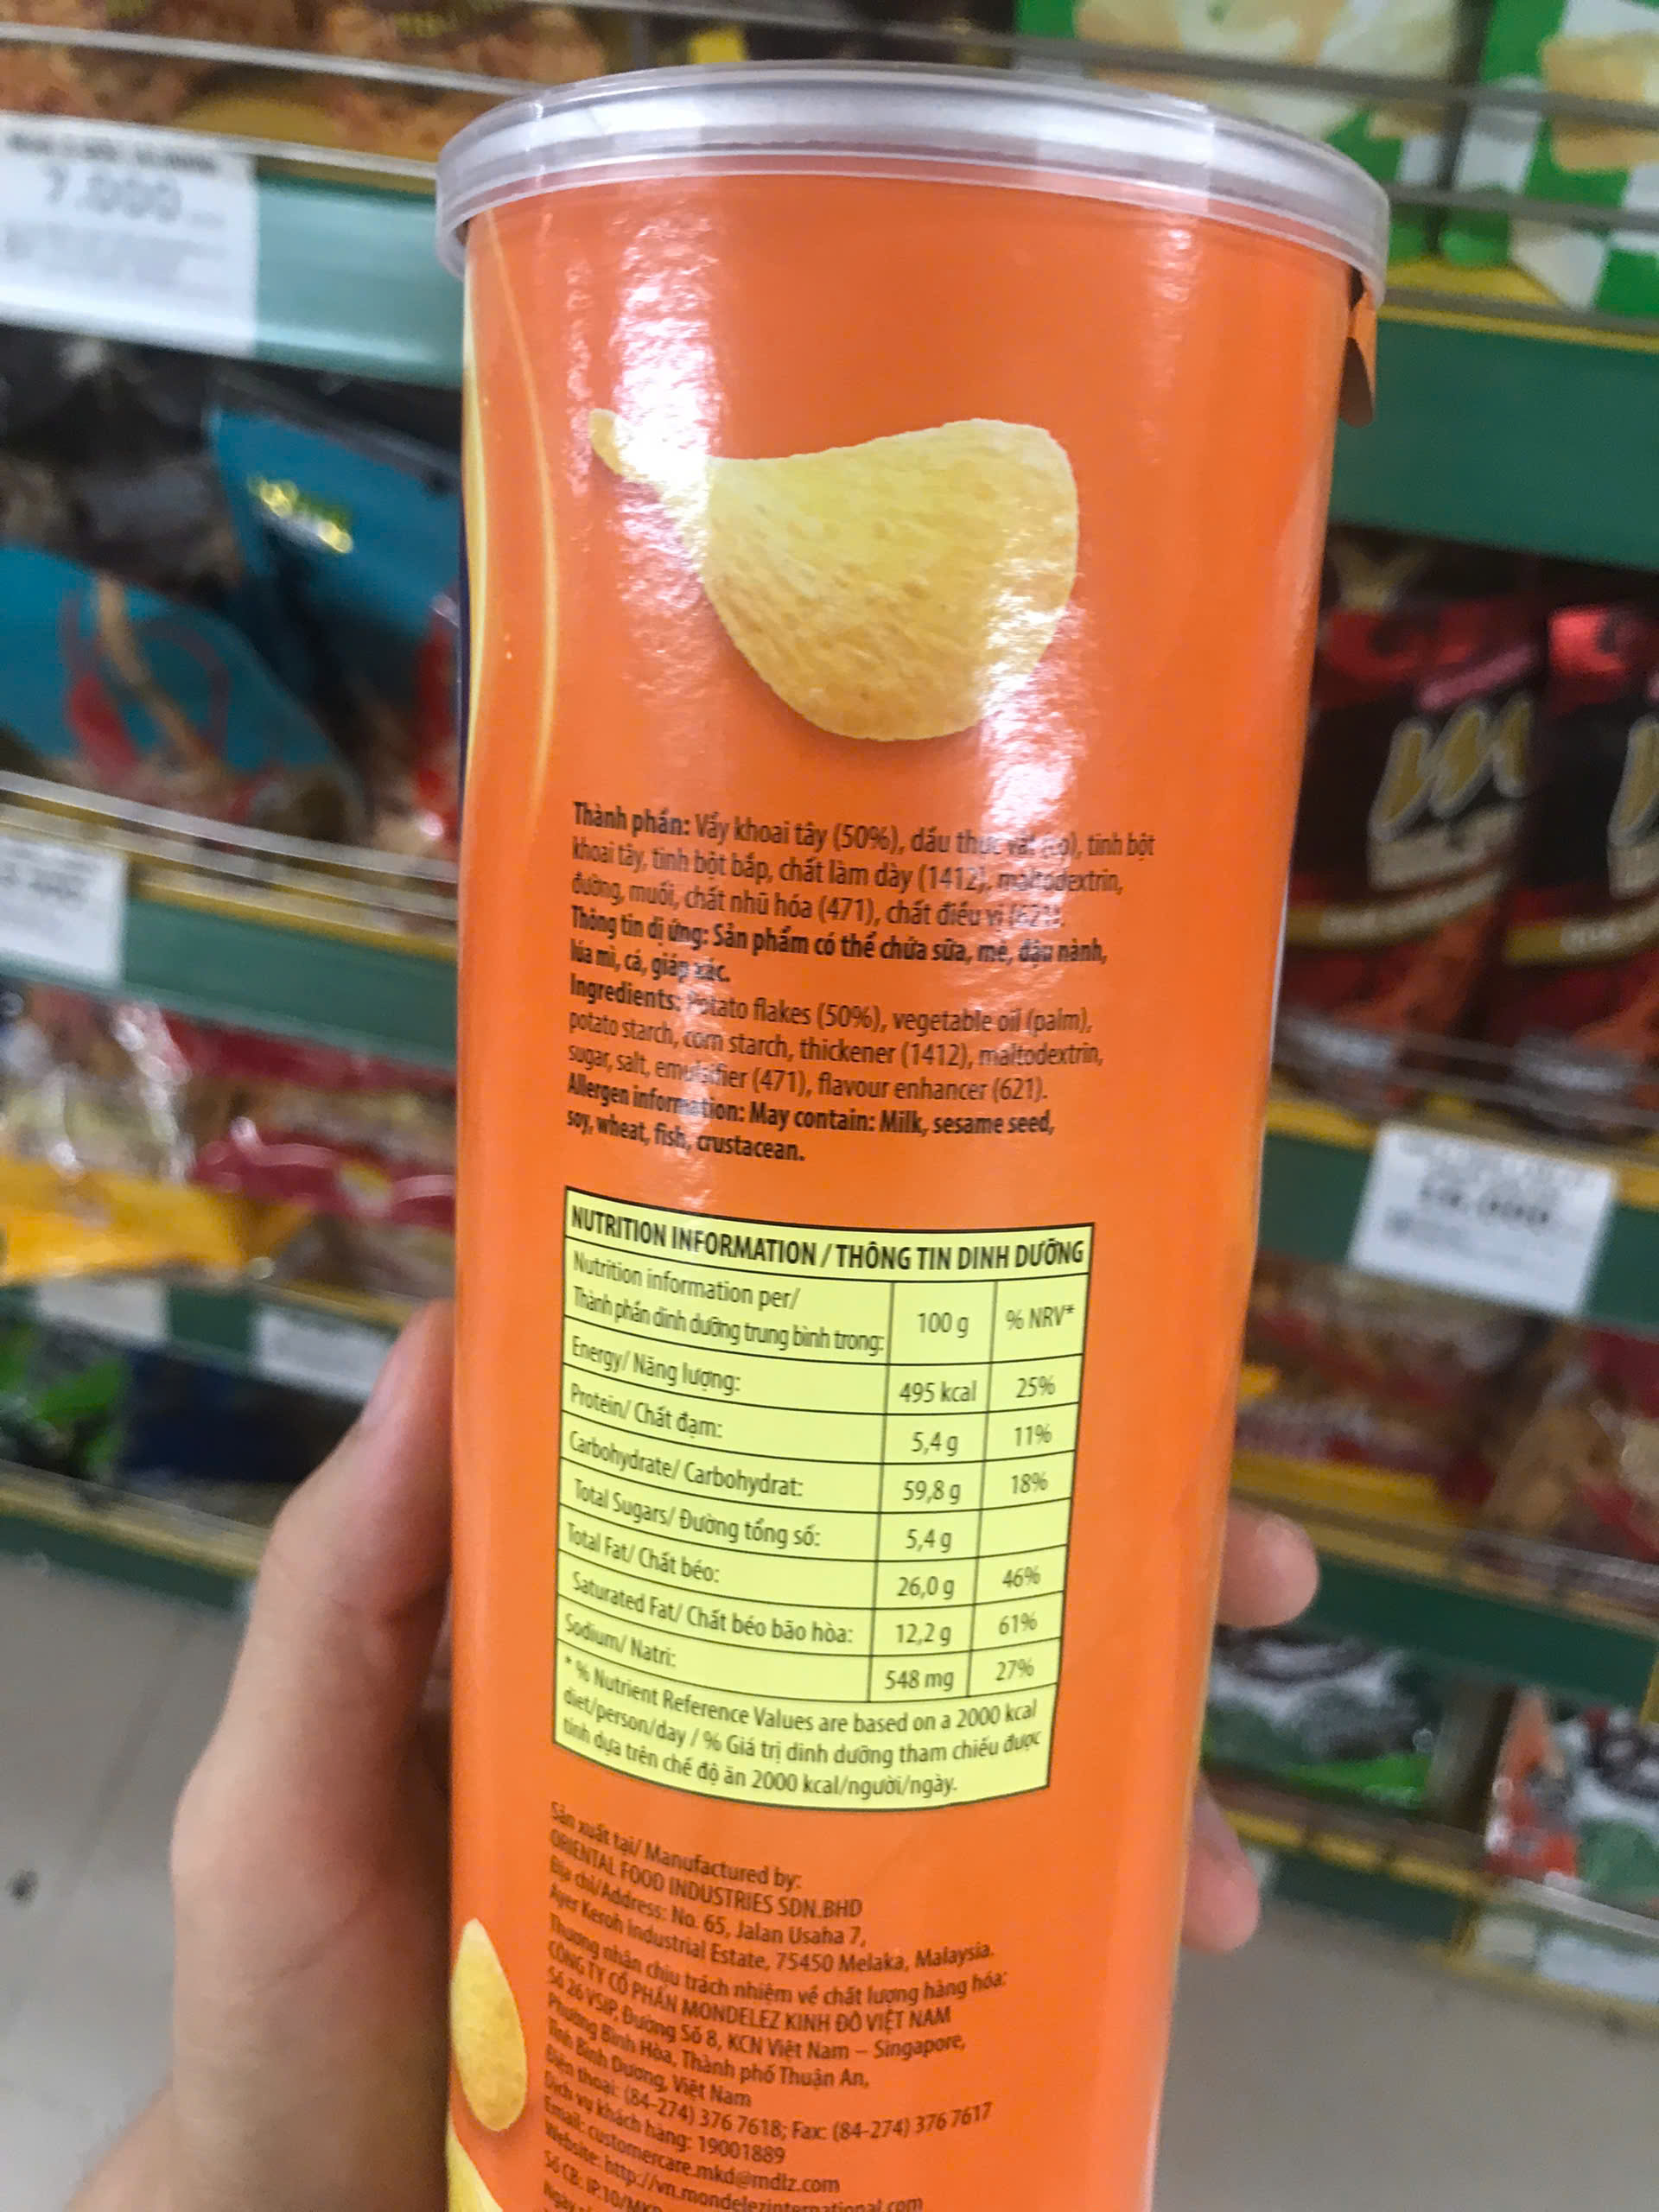 7.000
Thành phần: Vẩy khoai tây (50%), dầu thực vật (cọ), tinh bột
khoai tây, tinh bột bắp, chất làm dày (1412), maltodextrin,
đường, muối, chất nhũ hóa (471), chất điều vị (621).
Thông tin dị ứng: Sản phẩm có thể chứa sữa, mè, đậu nành,
lúa mì, cá, giáp xác.
Ingredients: Potato flakes (50%), vegetable oil (palm),
potato starch, corn starch, thickener (1412), maltodextrin,
sugar, salt, emulsifier (471), flavour enhancer (621).
Allergen information: May contain: Milk, sesame seed,
soy, wheat, fish, crustacean.
NUTRITION INFORMATION / THÔNG TIN DINH DƯỠNG
Nutrition information per/
Thành phần dinh dưỡng trung bình trong: 100 g % NRV*
Energy/ Năng lượng: 495 kcal 25%
Protein/ Chất đạm: 5,4 g 11%
Carbohydrate/ Carbohydrat: 59,8 g 18%
Total Sugars/ Đường tổng số: 5,4 g
Total Fat/ Chất béo: 26,0 g 46%
Saturated Fat/ Chất béo bão hòa: 12,2 g 61%
Sodium/ Natri: 548 mg 27%
* % Nutrient Reference Values are based on a 2000 kcal
diet/person/day / % Giá trị dinh dưỡng tham chiếu được
tính dựa trên chế độ ăn 2000 kcal/người/ngày.
Sản xuất tại/ Manufactured by:
ORIENTAL FOOD INDUSTRIES SDN.BHD
Địa chỉ/Address: No. 65, Jalan Usaha 7,
Ayer Keroh Industrial Estate, 75450 Melaka, Malaysia.
Thương nhân chịu trách nhiệm về chất lượng hàng hóa:
CÔNG TY CỔ PHẦN MONDELEZ KINH ĐÔ VIỆT NAM
Số 26 VSIP, Đường Số 8, KCN Việt Nam – Singapore,
Phường Bình Hòa, Thành phố Thuận An,
Tỉnh Bình Dương, Việt Nam
Điện thoại: (84-274) 376 7618; Fax: (84-274) 376 7617
Dịch vụ khách hàng: 19001889
Email: customercare.mkd@mdlz.com
Website: http://vn.mondelezinternational.com
Số CB: IP.10/MKD
Ngày